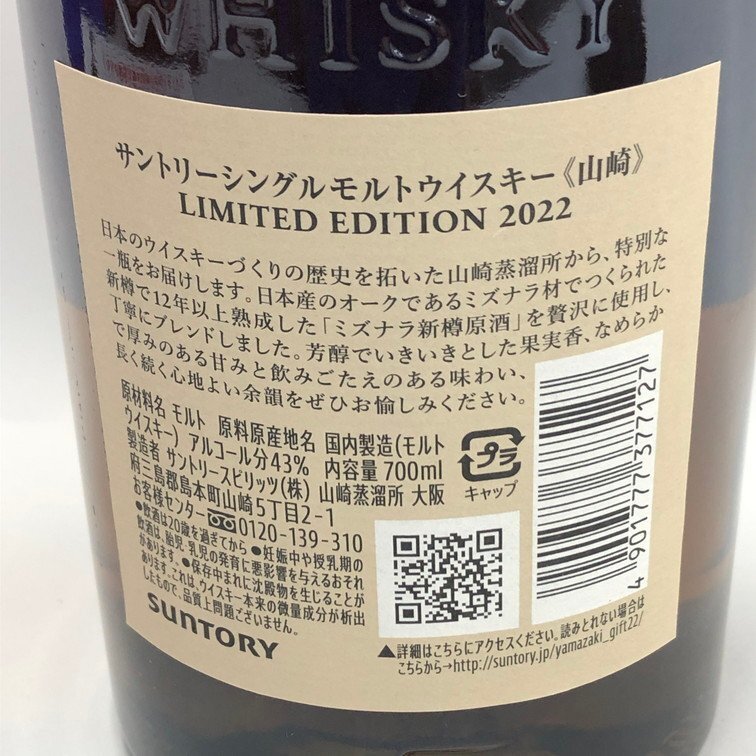 WHISKY
サントリーシングルモルトウイスキー《山崎》
LIMITED EDITION 2022
日本のウイスキーづくりの歴史を拓いた山崎蒸溜所から、特別な
一瓶をお届けします。日本産のオークであるミズナラ材でつくられた
新樽で12年以上熟成した「ミズナラ新樽原酒」を贅沢に使用し、
丁寧にブレンドしました。芳醇でいきいきとした果実香、なめらか
で厚みのある甘みと飲みごたえのある味わい、
長く続く心地よい余韻をぜひお愉しみください。
原材料名 モルト 原料原産地名 国内製造(モルト
ウイスキー) アルコール分43% 内容量 700ml
製造者 サントリースピリッツ(株) 山崎蒸溜所 大阪
府三島郡島本町山崎5丁目2-1
お客様センター 0120-139-310
●飲酒は20歳を過ぎてから ●妊娠中や授乳期の
飲酒は、胎児・乳児の発育に悪影響を与えるおそれ
があります。●保存中まれに沈殿物を生じることが
あります。これは、ウイスキー本来の微量成分が析出
したもので、品質上問題ございません。
SUNTORY
プラ
キャップ
4 901777 377127
▲詳細はこちらにアクセスください。読みとれない場合は
こちらから→http://suntory.jp/yamazaki_gift22/